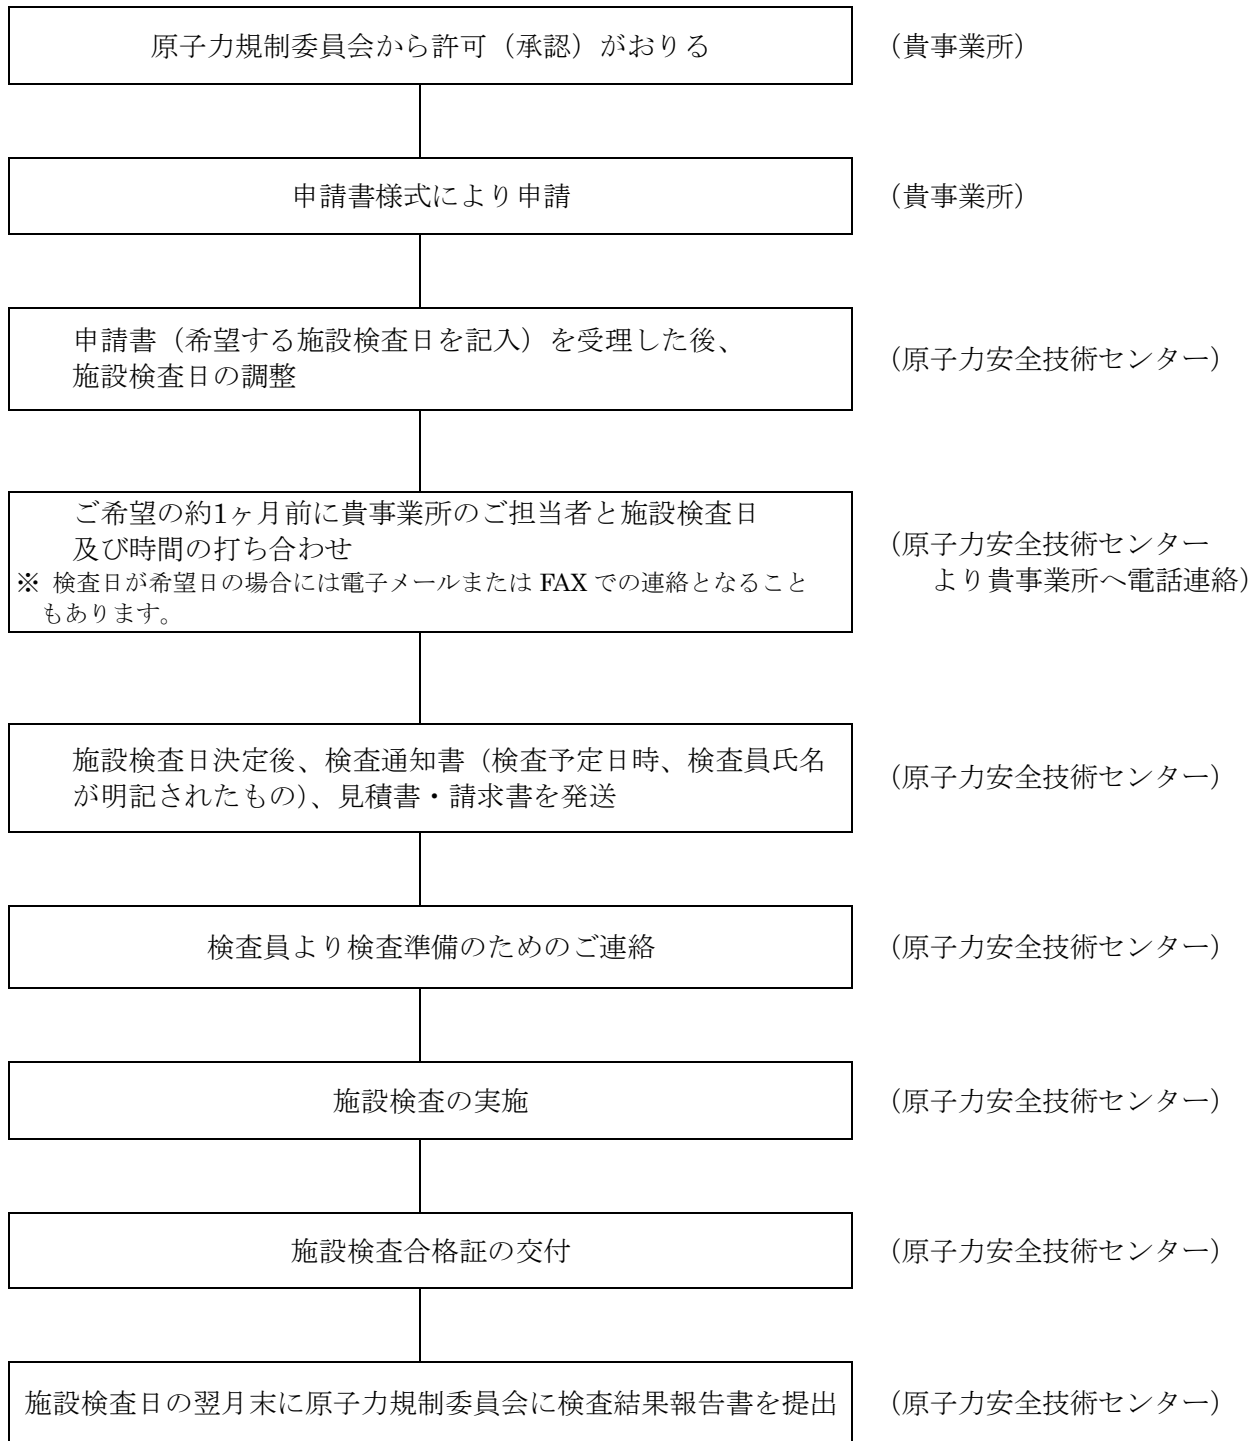 原子力規制委員会から許可（承認）がおりる
（貴事業所）
申請書様式により申請
（貴事業所）
申請書（希望する施設検査日を記入）を受理した後、
施設検査日の調整
（原子力安全技術センター）
ご希望の約1ヶ月前に貴事業所のご担当者と施設検査日
及び時間の打ち合わせ
※ 検査日が希望日の場合には電子メールまたは FAX での連絡となること
もあります。
（原子力安全技術センター
より貴事業所へ電話連絡）
施設検査日決定後、検査通知書（検査予定日時、検査員氏名
が明記されたもの）、見積書・請求書を発送
（原子力安全技術センター）
検査員より検査準備のためのご連絡
（原子力安全技術センター）
施設検査の実施
（原子力安全技術センター）
施設検査合格証の交付
（原子力安全技術センター）
施設検査日の翌月末に原子力規制委員会に検査結果報告書を提出
（原子力安全技術センター）